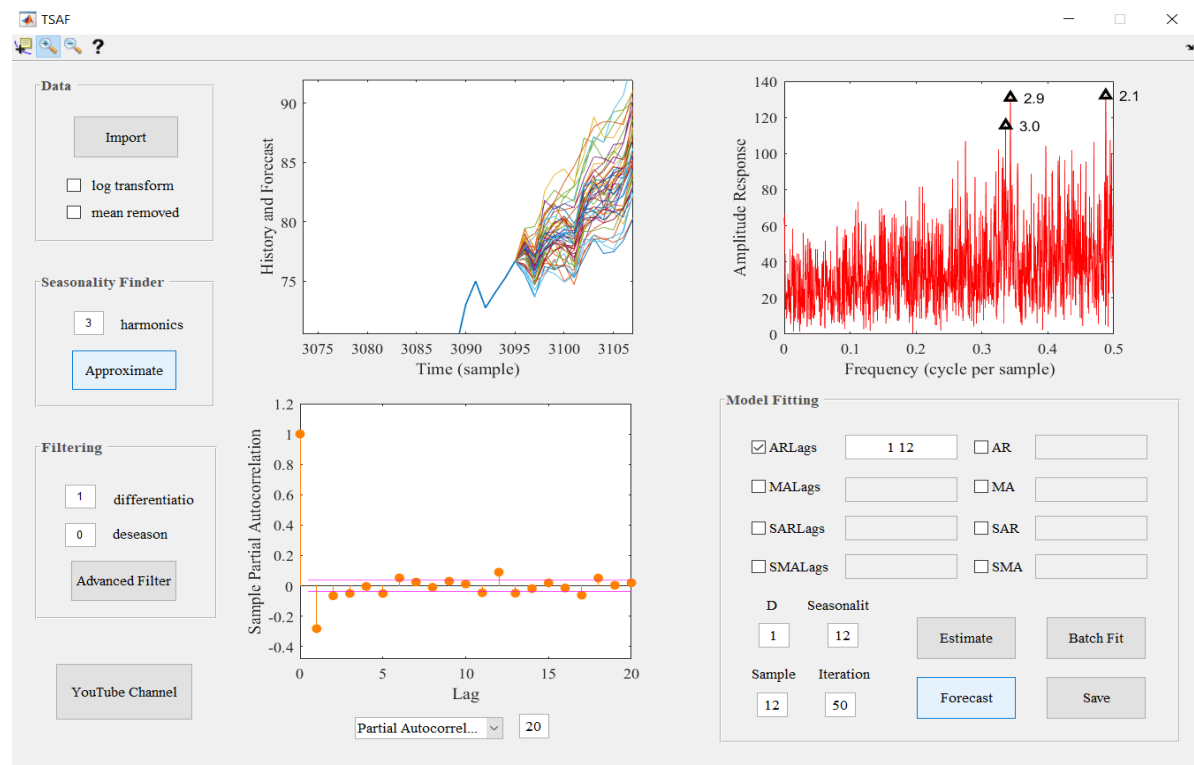 TSAF
?
Data
Import
log transform
mean removed
Seasonality Finder
3 harmonics
Approximate
Filtering
1 differentiatio
0 deseason
Advanced Filter
YouTube Channel
History and Forecast
90
85
80
75
3075 3080 3085 3090 3095 3100 3105
Time (sample)
Amplitude Response
140
120
100
80
60
40
20
0
2.9
3.0
2.1
0 0.1 0.2 0.3 0.4 0.5
Frequency (cycle per sample)
Sample Partial Autocorrelation
1.2
1
0.8
0.6
0.4
0.2
0
-0.2
-0.4
0 5 10 15 20
Lag
Partial Autocorrel... 20
Model Fitting
ARLags 1 12 AR
MALags MA
SARLags SAR
SMALags SMA
D Seasonalit
1 12 Estimate Batch Fit
Sample Iteration
12 50 Forecast Save